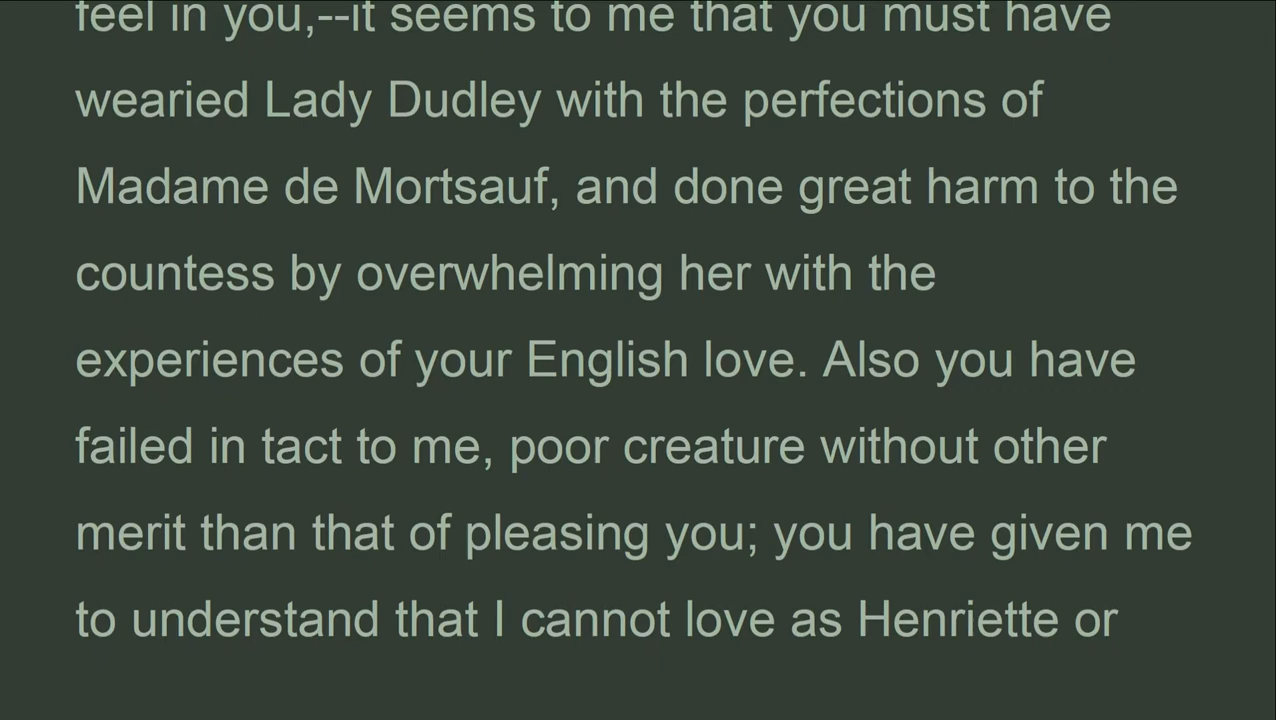 feel in you,--it seems to me that you must have
wearied Lady Dudley with the perfections of
Madame de Mortsauf, and done great harm to the
countess by overwhelming her with the
experiences of your English love. Also you have
failed in tact to me, poor creature without other
merit than that of pleasing you; you have given me
to understand that I cannot love as Henriette or